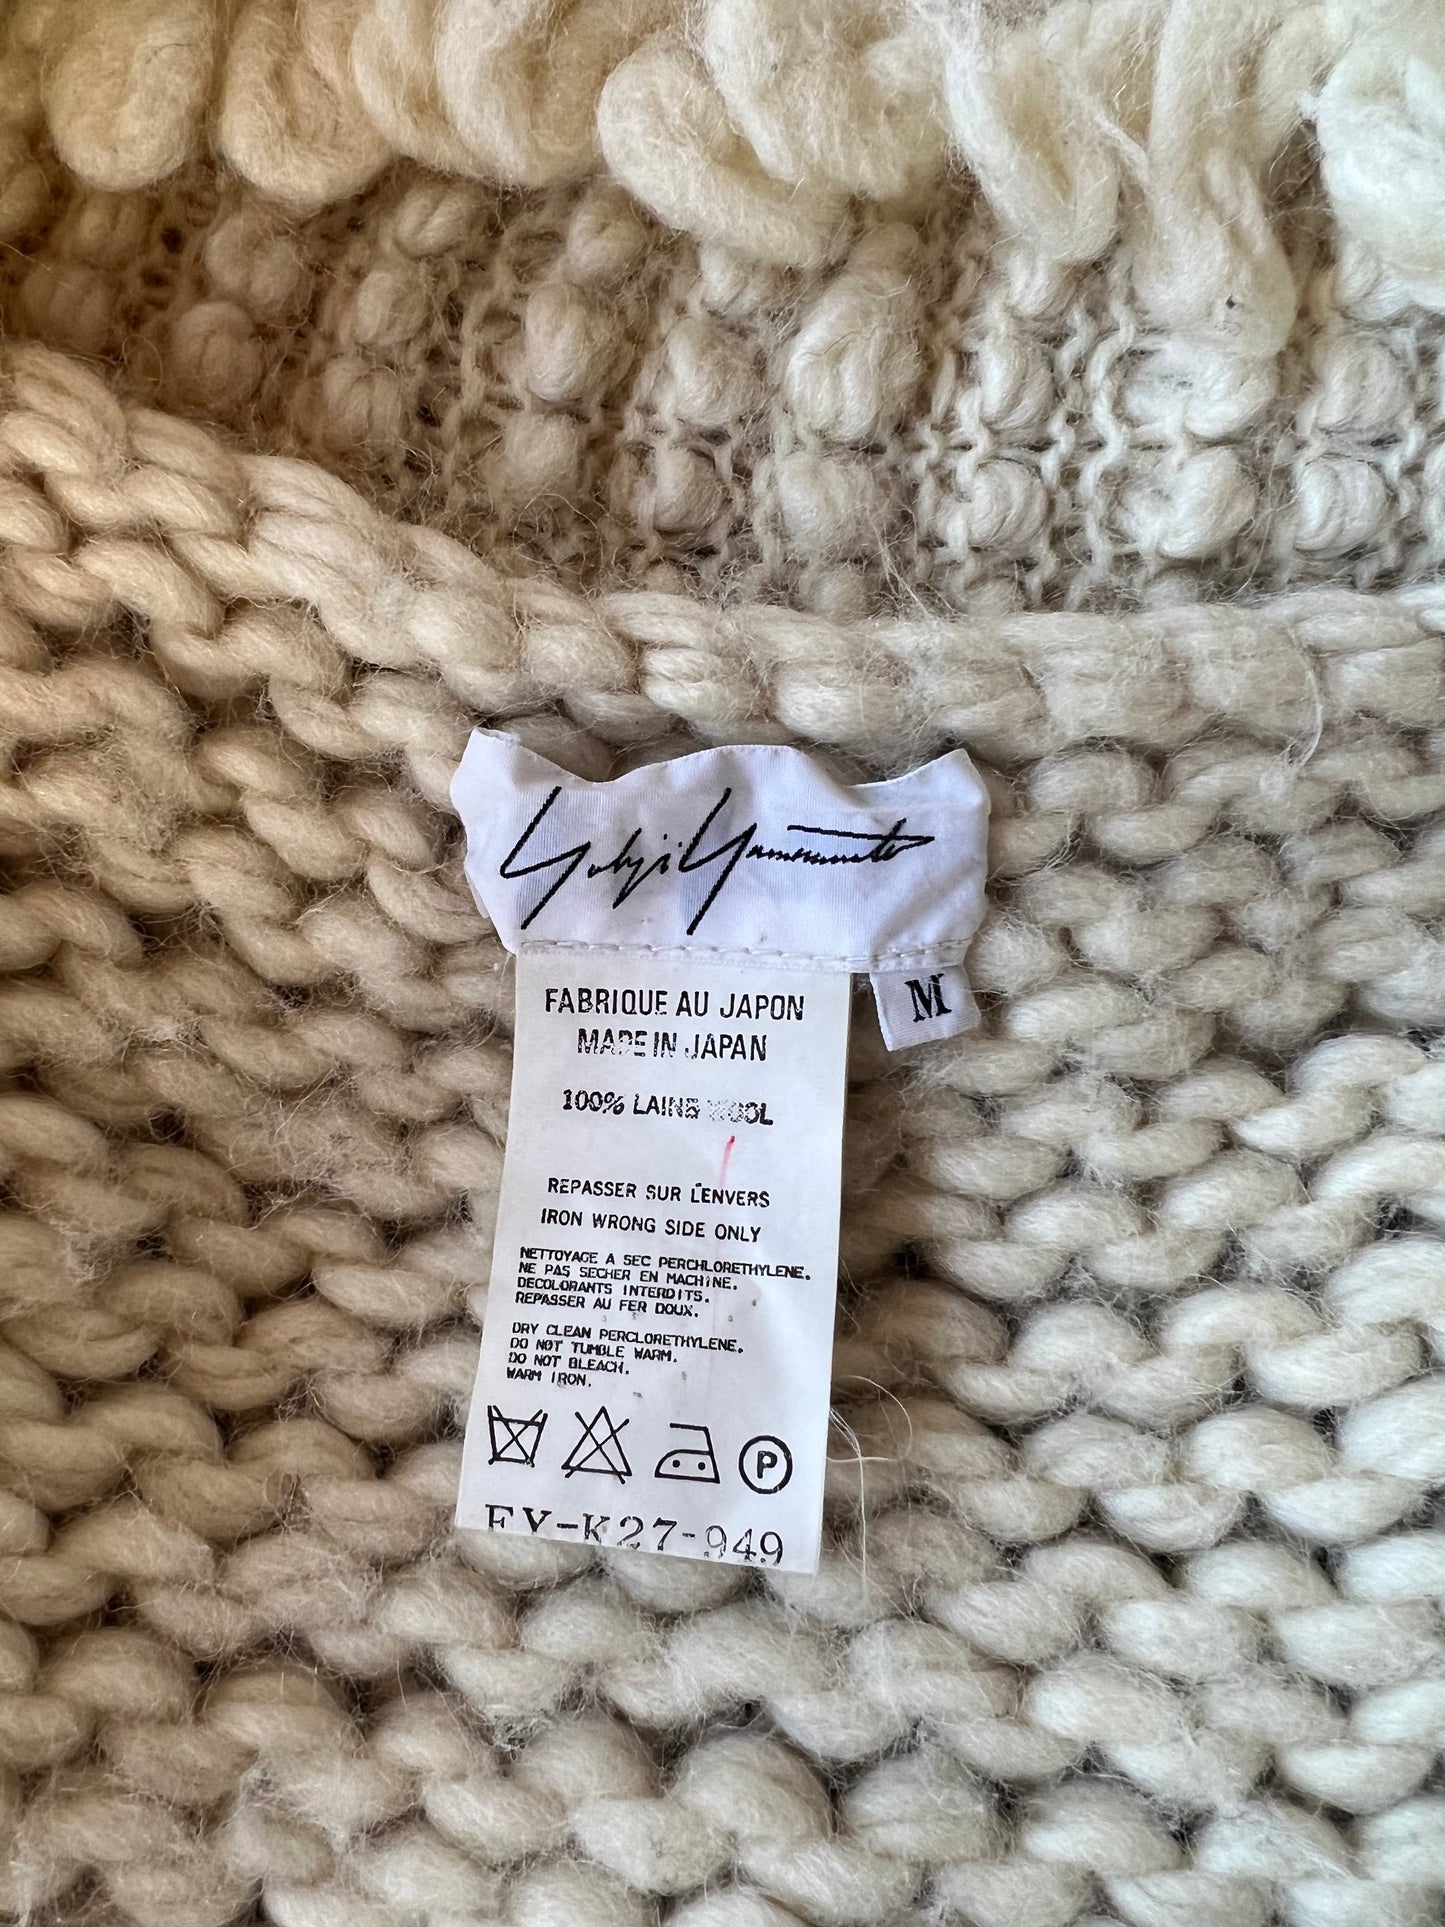 Yohji Yamamoto
M
FABRIQUE AU JAPON
MADE IN JAPAN
100% LAINE WOOL
REPASSER SUR L'ENVERS
IRON WRONG SIDE ONLY
NETTOYAGE A SEC PERCHLORETHYLENE.
NE PAS SECHER EN MACHINE.
DECOLORANTS INTERDITS.
REPASSER AU FER DOUX.
DRY CLEAN PERCLORETHYLENE.
DO NOT TUMBLE WARM.
DO NOT BLEACH.
WARM IRON.
P
FY-K27-949